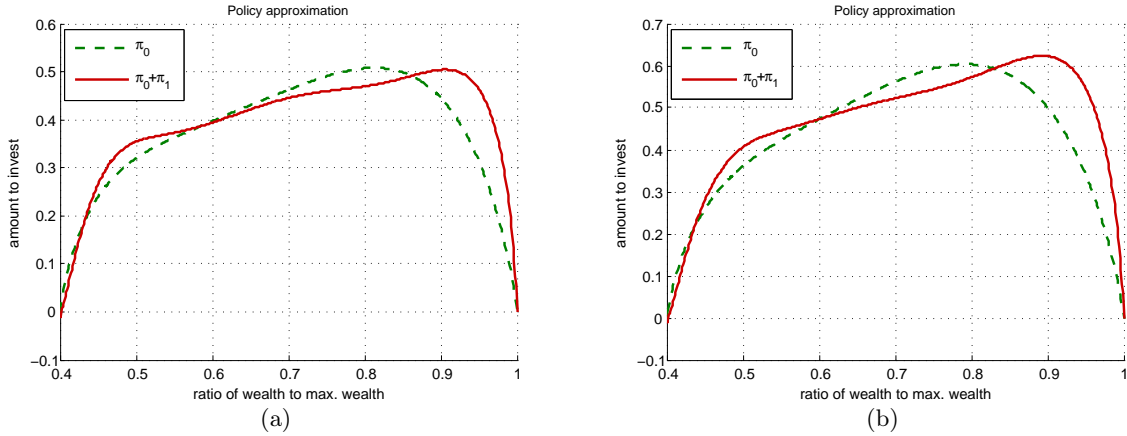 Policy approximation
0.6
0.5
0.4
0.3
0.2
0.1
0
−0.1
amount to invest
π0
π0+π1
0.4 0.5 0.6 0.7 0.8 0.9 1
ratio of wealth to max. wealth
(a)
Policy approximation
0.7
0.6
0.5
0.4
0.3
0.2
0.1
0
−0.1
amount to invest
π0
π0+π1
0.4 0.5 0.6 0.7 0.8 0.9 1
ratio of wealth to max. wealth
(b)